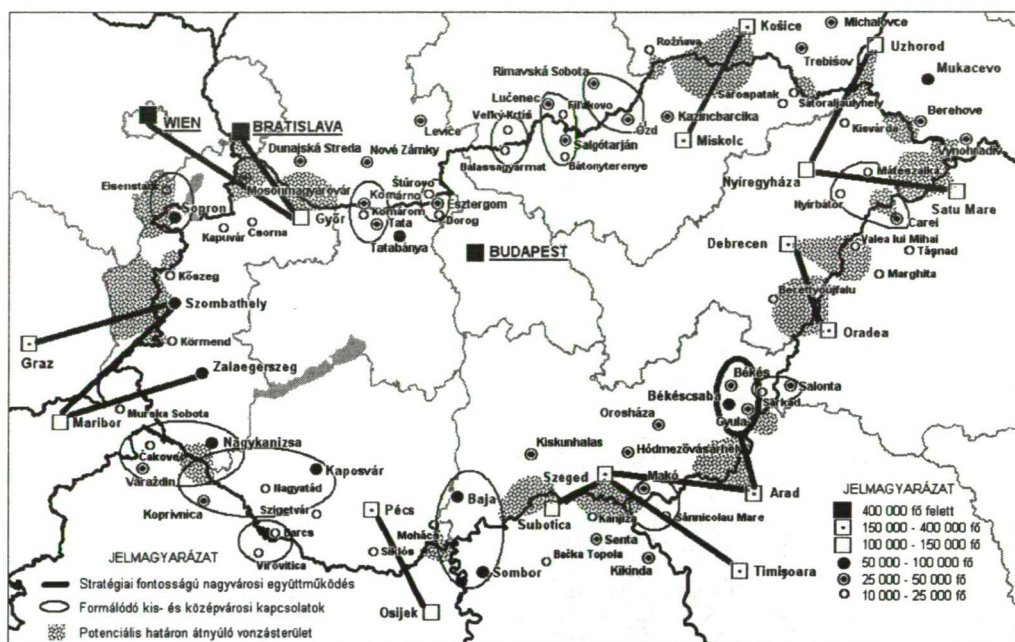 Košice
Michalovce
Rožňava
Uzhorod
Trebišov
Rimavská Sobota
Mukacevo
Lučenec
Sárospatak
WIEN
Fiľakovo
Sátoraljaújhely
Berehove
BRATISLAVA
Veľký Krtíš
Kazincbarcika
Levice
Ózd
Kisvárda
Vynohradiv
Dunajská Streda
Nové Zámky
Salgótarján
Miskolc
Balassagyarmat
Bátonyterenye
Eisenstadt
Mosonmagyaróvár
Štúrovo
Nyíregyháza
Mátészalka
Komárno
Esztergom
Nyírbátor
Satu Mare
Sopron
Győr
Komárom
Dorog
Carei
Kapuvár
Csorna
Tata
Tatabánya
Debrecen
Valea lui Mihai
BUDAPEST
Tășnad
Kőszeg
Marghita
Szombathely
Berettyóújfalu
Oradea
Graz
Körmend
Zalaegerszeg
Békés
Salonta
Békéscsaba
Sarkad
Maribor
Murska Sobota
Gyula
Orosháza
Nagykanizsa
Kiskunhalas
Hódmezővásárhely
Čakovec
Kaposvár
Szeged
Makó
Varaždin
Nagyatád
Baja
Arad
Koprivnica
Szigetvár
Pécs
Subotica
Kanjiža
Sânnicolau Mare
Barcs
Mohács
Senta
Siklós
Bačka Topola
Virovitica
Sombor
Kikinda
Timişoara
Osijek
JELMAGYARÁZAT
Stratégiai fontosságú nagyvárosi együttműködés
Formálódó kis- és középvárosi kapcsolatok
Potenciális határon átnyúló vonzásterület
JELMAGYARÁZAT
400 000 fő felett
150 000 - 400 000 fő
100 000 - 150 000 fő
50 000 - 100 000 fő
25 000 - 50 000 fő
10 000 - 25 000 fő